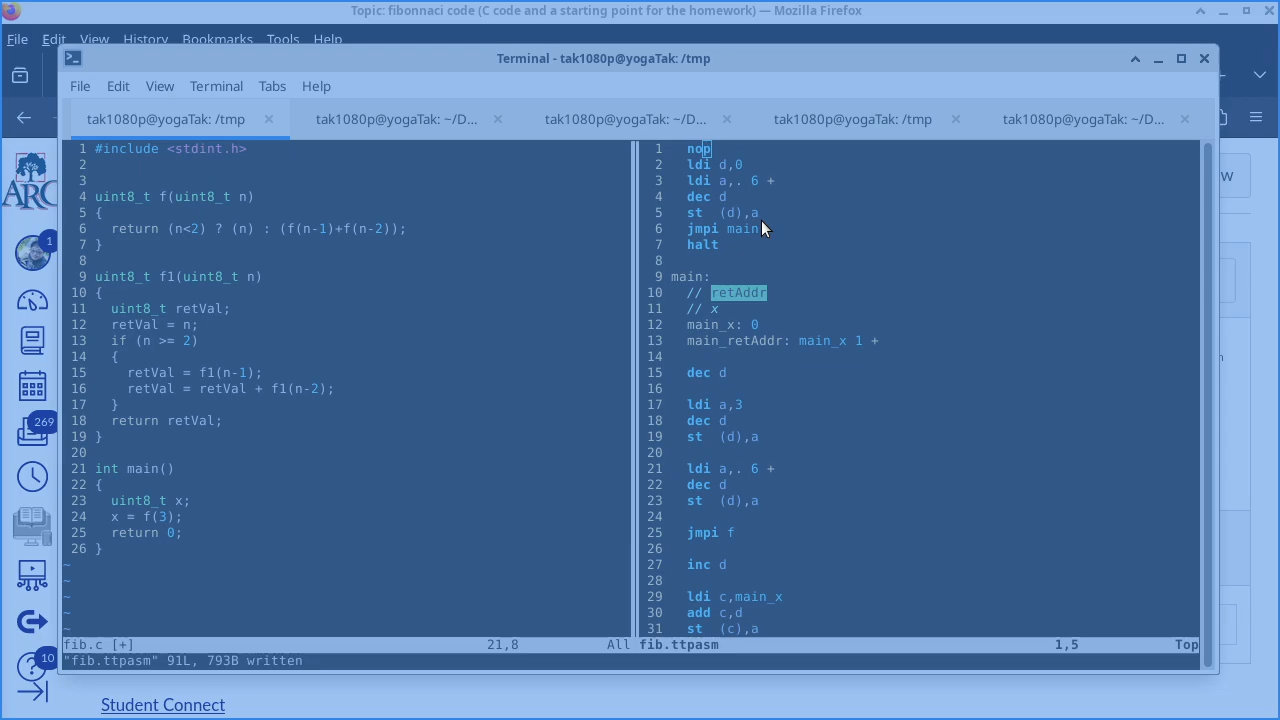 Topic: fibonnaci code (C code and a starting point for the homework) — Mozilla Firefox
File Edit View History Bookmarks Tools Help
Terminal - tak1080p@yogaTak: /tmp
File Edit View Terminal Tabs Help
tak1080p@yogaTak: /tmp
tak1080p@yogaTak: ~/D...
tak1080p@yogaTak: ~/D...
tak1080p@yogaTak: /tmp
tak1080p@yogaTak: ~/D...
1 #include <stdint.h>
2
3
4 uint8_t f(uint8_t n)
5 {
6 return (n<2) ? (n) : (f(n-1)+f(n-2));
7 }
8
9 uint8_t f1(uint8_t n)
10 {
11 uint8_t retVal;
12 retVal = n;
13 if (n >= 2)
14 {
15 retVal = f1(n-1);
16 retVal = retVal + f1(n-2);
17 }
18 return retVal;
19 }
20
21 int main()
22 {
23 uint8_t x;
24 x = f(3);
25 return 0;
26 }
~
~
~
~
~
fib.c [+] 21,8 All
1 nop
2 ldi d,0
3 ldi a,. 6 +
4 dec d
5 st (d),a
6 jmpi main
7 halt
8
9 main:
10 // retAddr
11 // x
12 main_x: 0
13 main_retAddr: main_x 1 +
14
15 dec d
16
17 ldi a,3
18 dec d
19 st (d),a
20
21 ldi a,. 6 +
22 dec d
23 st (d),a
24
25 jmpi f
26
27 inc d
28
29 ldi c,main_x
30 add c,d
31 st (c),a
fib.ttpasm 1,5 Top
"fib.ttpasm" 91L, 793B written
ARC
1
269
10
Student Connect